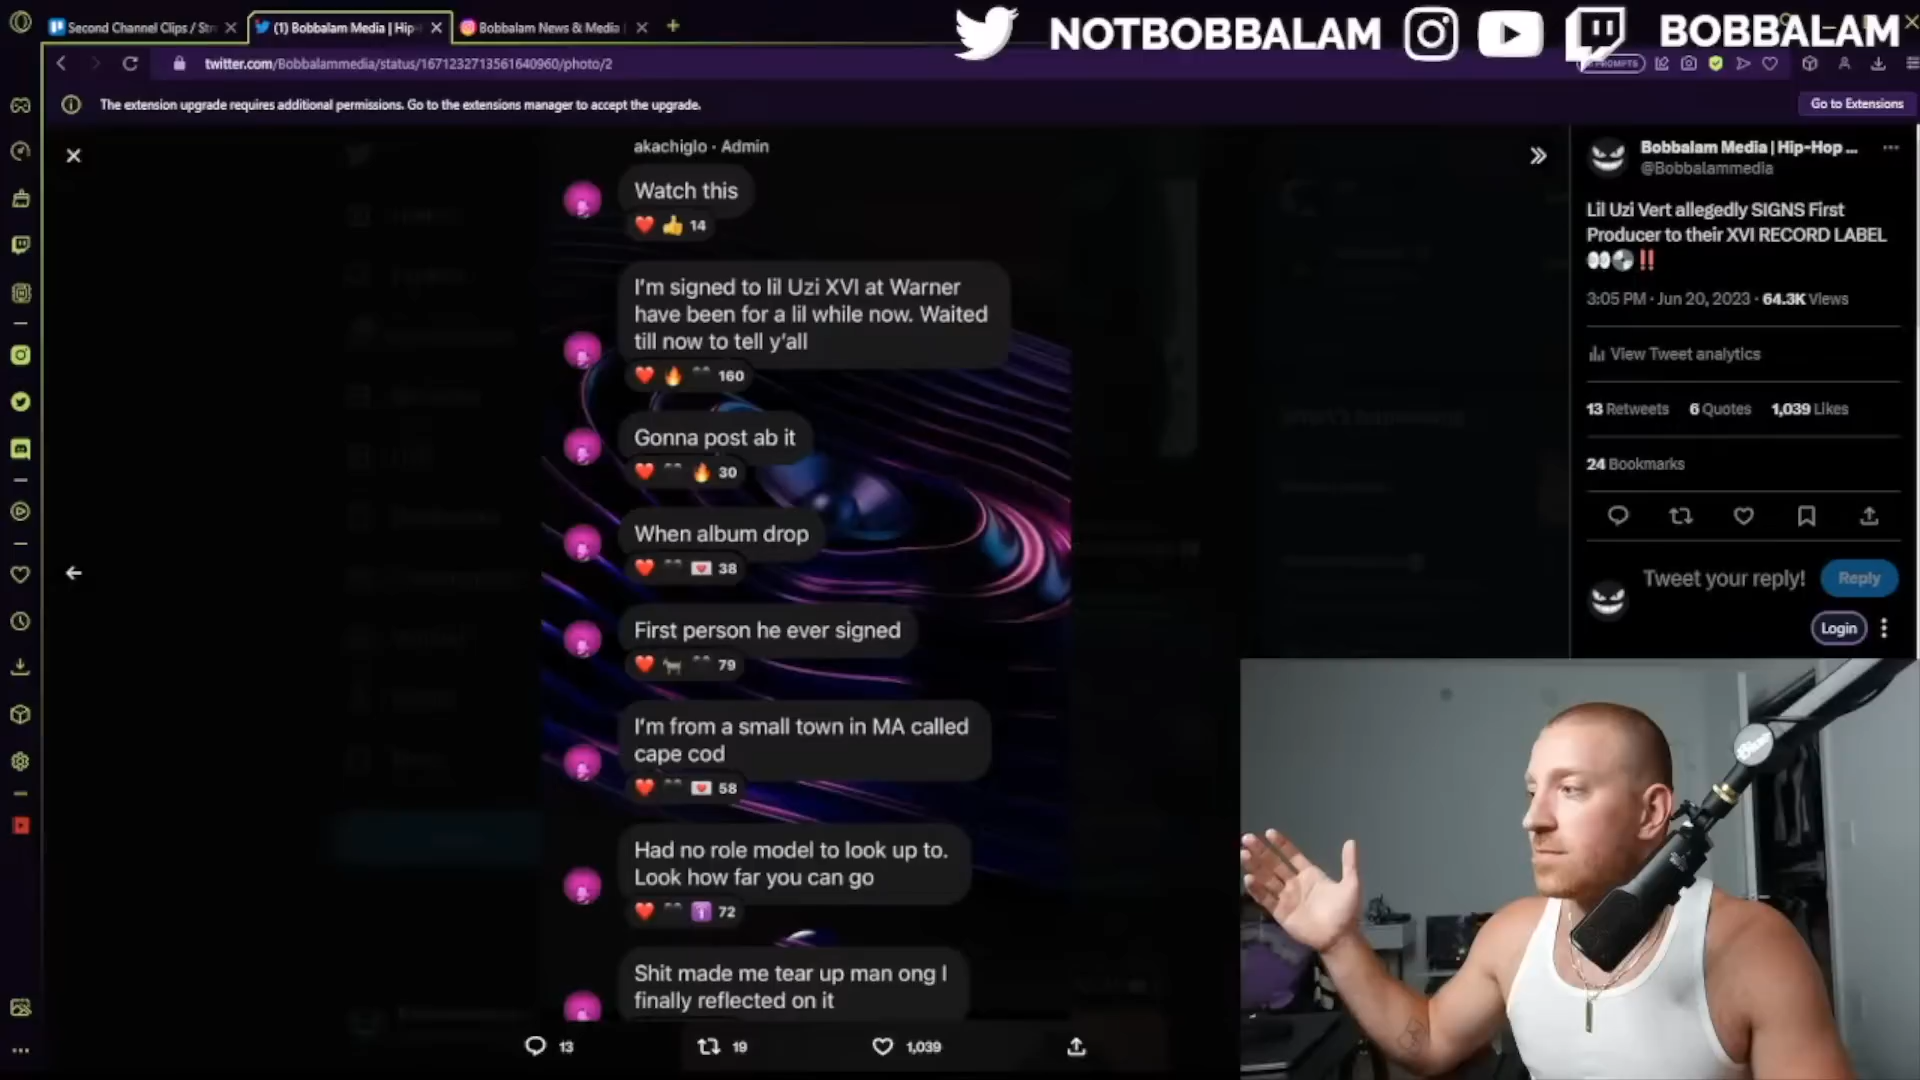 Second Channel Clips / Str
(1) Bobbalam Media | Hip-
Bobbalam News & Media
NOTBOBBALAM
BOBBALAM
twitter.com/Bobbalammedia/status/1671232713561640960/photo/2
PROMPTS
The extension upgrade requires additional permissions. Go to the extensions manager to accept the upgrade.
Go to Extensions
akachiglo · Admin
Watch this
14
I'm signed to lil Uzi XVI at Warner
have been for a lil while now. Waited
till now to tell y'all
160
Gonna post ab it
30
When album drop
38
First person he ever signed
79
I'm from a small town in MA called
cape cod
58
Had no role model to look up to.
Look how far you can go
72
Shit made me tear up man ong I
finally reflected on it
13
19
1,039
Bobbalam Media | Hip-Hop ...
@Bobbalammedia
Lil Uzi Vert allegedly SIGNS First
Producer to their XVI RECORD LABEL
👀💿‼️
3:05 PM · Jun 20, 2023 · 64.3K Views
View Tweet analytics
13 Retweets 6 Quotes 1,039 Likes
24 Bookmarks
Tweet your reply!
Reply
Login